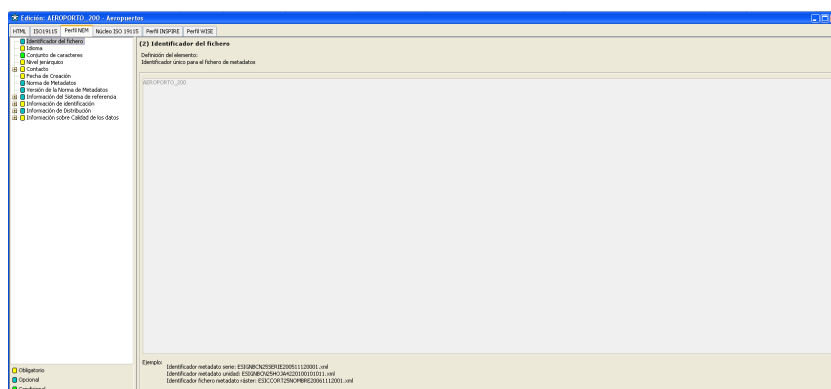 Edición: AEROPORTO_200 - Aeropuertos
HTML ISO19115 Perfil NEM Núcleo ISO 19115 Perfil INSPIRE Perfil WISE
Identificador del fichero
Idioma
Conjunto de caracteres
Nivel jerárquico
Contacto
Fecha de Creación
Norma de Metadatos
Versión de la Norma de Metadatos
Información del Sistema de referencia
Información de identificación
Información de Distribución
Información sobre Calidad de los datos
Obligatorio
Opcional
Condicional
(2) Identificador del fichero
Definición del elemento:
Identificador único para el fichero de metadatos
AEROPORTO_200
Ejemplo:
Identificador metadato serie: ESIGNBCN25SERIE200511120001.xml
Identificador metadato unidad: ESIGNBCN25HOJA4220100101011.xml
Identificador fichero metadato ráster: ESICCORT25NOMBRE20061112001.xml